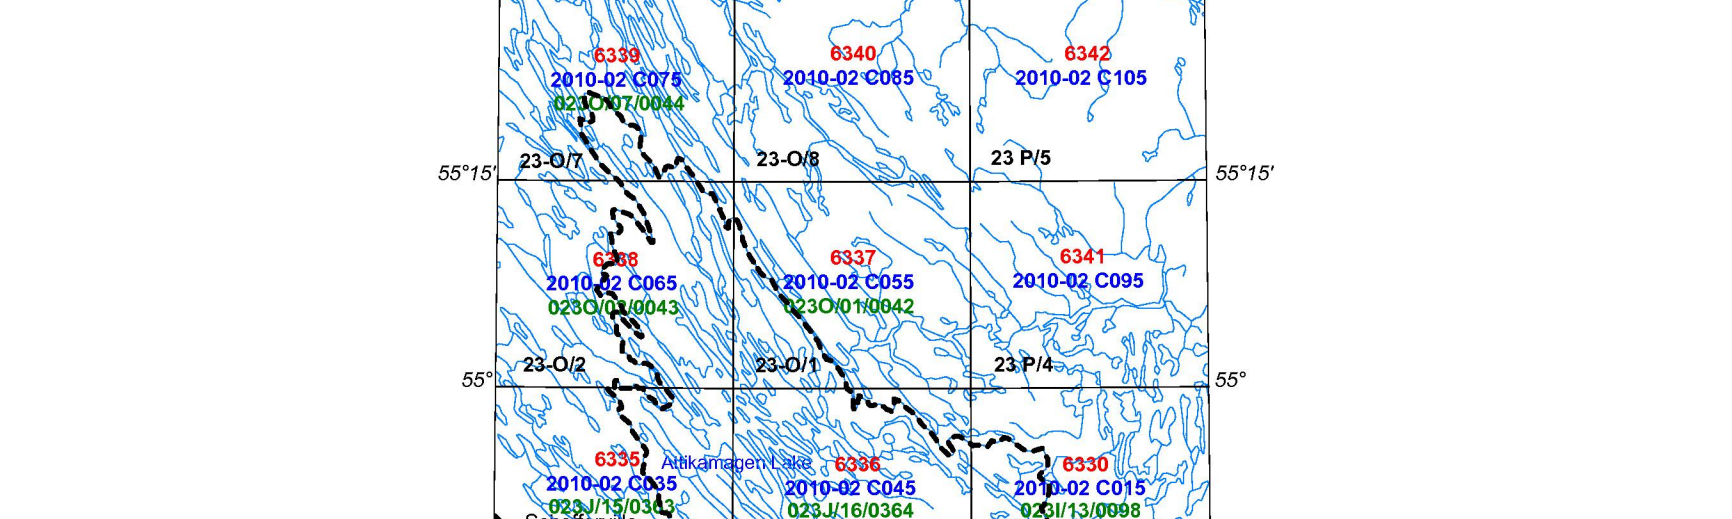 6339
2010-02 C075
023O/07/0044
6340
2010-02 C085
6342
2010-02 C105
23-O/7
23-O/8
23 P/5
55°15'
55°15'
6338
2010-02 C065
023O/02/0043
6337
2010-02 C055
023O/01/0042
6341
2010-02 C095
23-O/2
23-O/1
23 P/4
55°
55°
6335
2010-02 C035
023J/15/0363
Attikamagen Lake
6336
2010-02 C045
023J/16/0364
6330
2010-02 C015
023I/13/0098